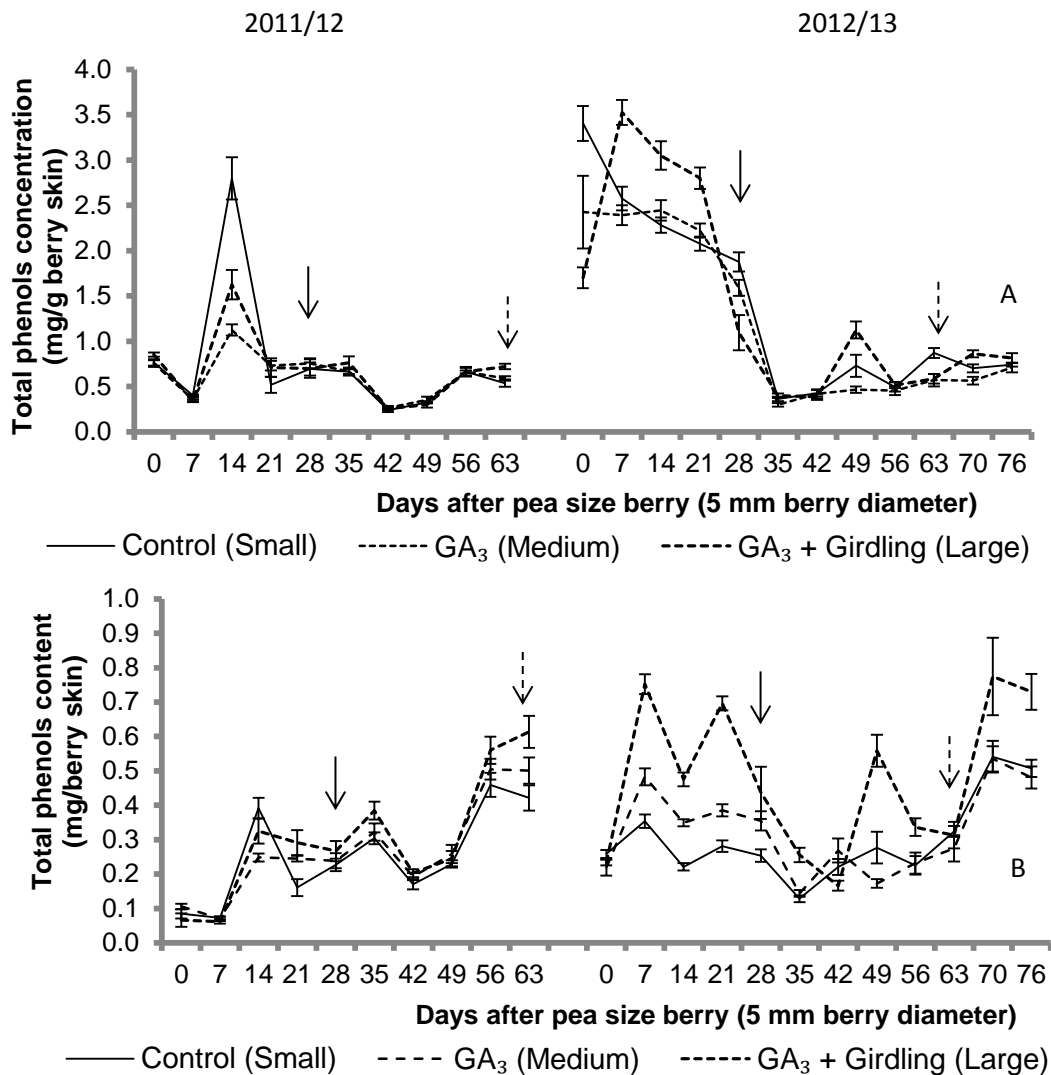 2011/12
2012/13
Total phenols concentration
(mg/g berry skin)
4.0
3.5
3.0
2.5
2.0
1.5
1.0
0.5
0.0
A
0 7 14 21 28 35 42 49 56 63 0 7 14 21 28 35 42 49 56 63 70 76
Days after pea size berry (5 mm berry diameter)
Control (Small) GA₃ (Medium) GA₃ + Girdling (Large)
Total phenols content
(mg/berry skin)
1.0
0.9
0.8
0.7
0.6
0.5
0.4
0.3
0.2
0.1
0.0
B
0 7 14 21 28 35 42 49 56 63 0 7 14 21 28 35 42 49 56 63 70 76
Days after pea size berry (5 mm berry diameter)
Control (Small) GA₃ (Medium) GA₃ + Girdling (Large)